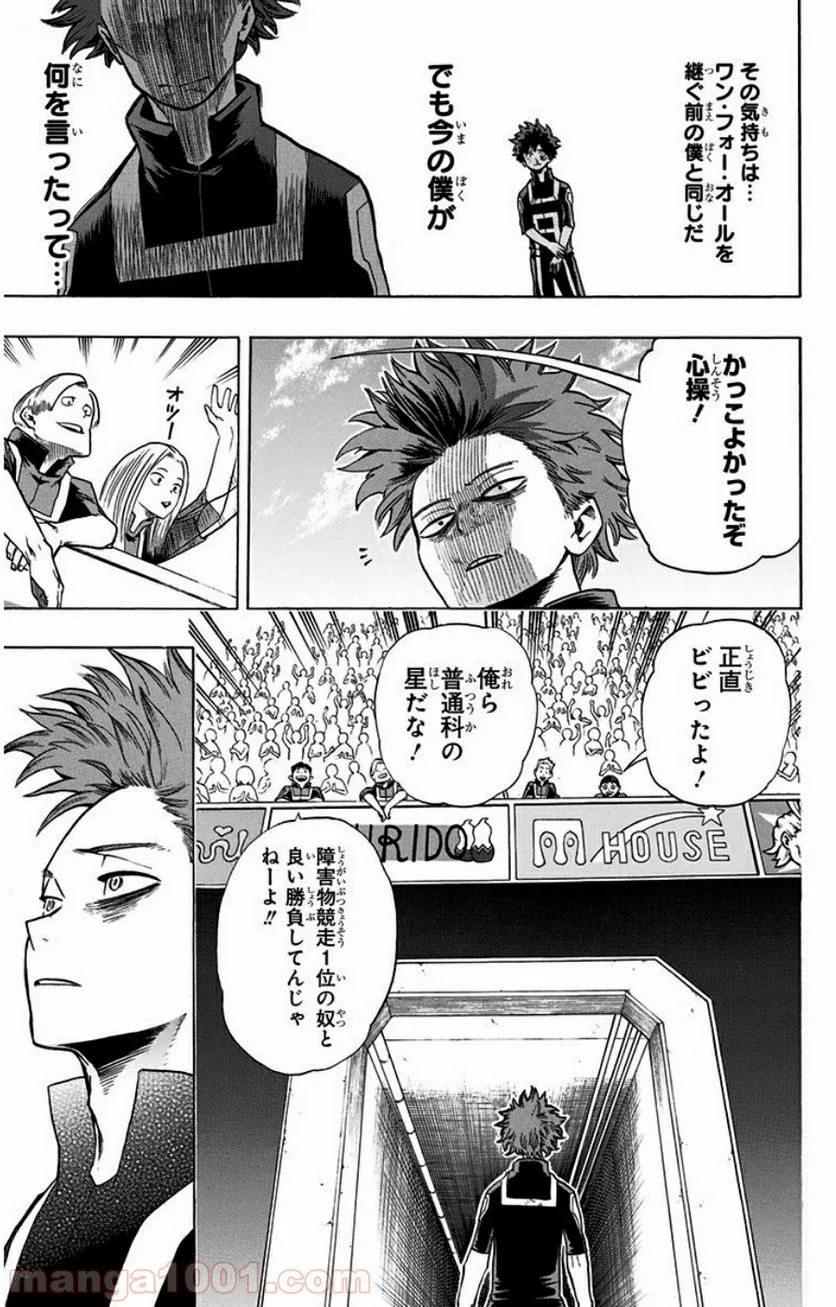 その気持ちは…
ワン・フォー・オールを
継ぐ前の僕と同じだ
でも今の僕が
何を言ったって…
かっこよかったぞ
心操！
オッ
正直
ビビったよ！
俺ら
普通科の
星だな！
RIDO
HOUSE
障害物競走1位の奴と
良い勝負してんじゃ
ねーよ!!
manga1001.com